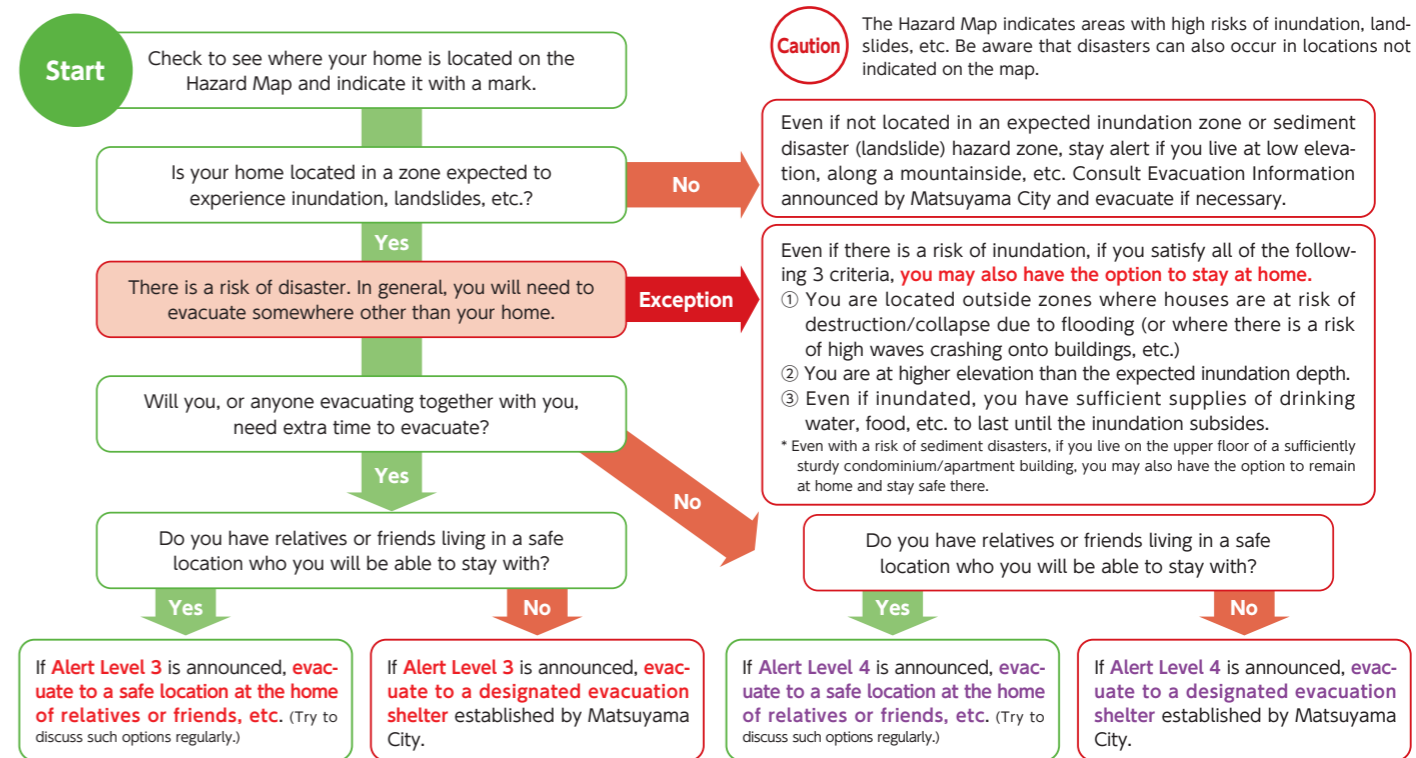 Start
Check to see where your home is located on the
Hazard Map and indicate it with a mark.
Caution
The Hazard Map indicates areas with high risks of inundation, land-
slides, etc. Be aware that disasters can also occur in locations not
indicated on the map.
Is your home located in a zone expected to
experience inundation, landslides, etc.?
No
Even if not located in an expected inundation zone or sediment
disaster (landslide) hazard zone, stay alert if you live at low eleva-
tion, along a mountainside, etc. Consult Evacuation Information
announced by Matsuyama City and evacuate if necessary.
Yes
There is a risk of disaster. In general, you will need to
evacuate somewhere other than your home.
Exception
Even if there is a risk of inundation, if you satisfy all of the follow-
ing 3 criteria, you may also have the option to stay at home.
① You are located outside zones where houses are at risk of
destruction/collapse due to flooding (or where there is a risk
of high waves crashing onto buildings, etc.)
② You are at higher elevation than the expected inundation depth.
③ Even if inundated, you have sufficient supplies of drinking
water, food, etc. to last until the inundation subsides.
* Even with a risk of sediment disasters, if you live on the upper floor of a sufficiently
sturdy condominium/apartment building, you may also have the option to remain
at home and stay safe there.
Will you, or anyone evacuating together with you,
need extra time to evacuate?
Yes
No
Do you have relatives or friends living in a safe
location who you will be able to stay with?
Yes
No
Do you have relatives or friends living in a safe
location who you will be able to stay with?
Yes
No
If Alert Level 3 is announced, evac-
uate to a safe location at the home
of relatives or friends, etc. (Try to
discuss such options regularly.)
If Alert Level 3 is announced, evac-
uate to a designated evacuation
shelter established by Matsuyama
City.
If Alert Level 4 is announced, evac-
uate to a safe location at the home
of relatives or friends, etc. (Try to
discuss such options regularly.)
If Alert Level 4 is announced, evac-
uate to a designated evacuation
shelter established by Matsuyama
City.